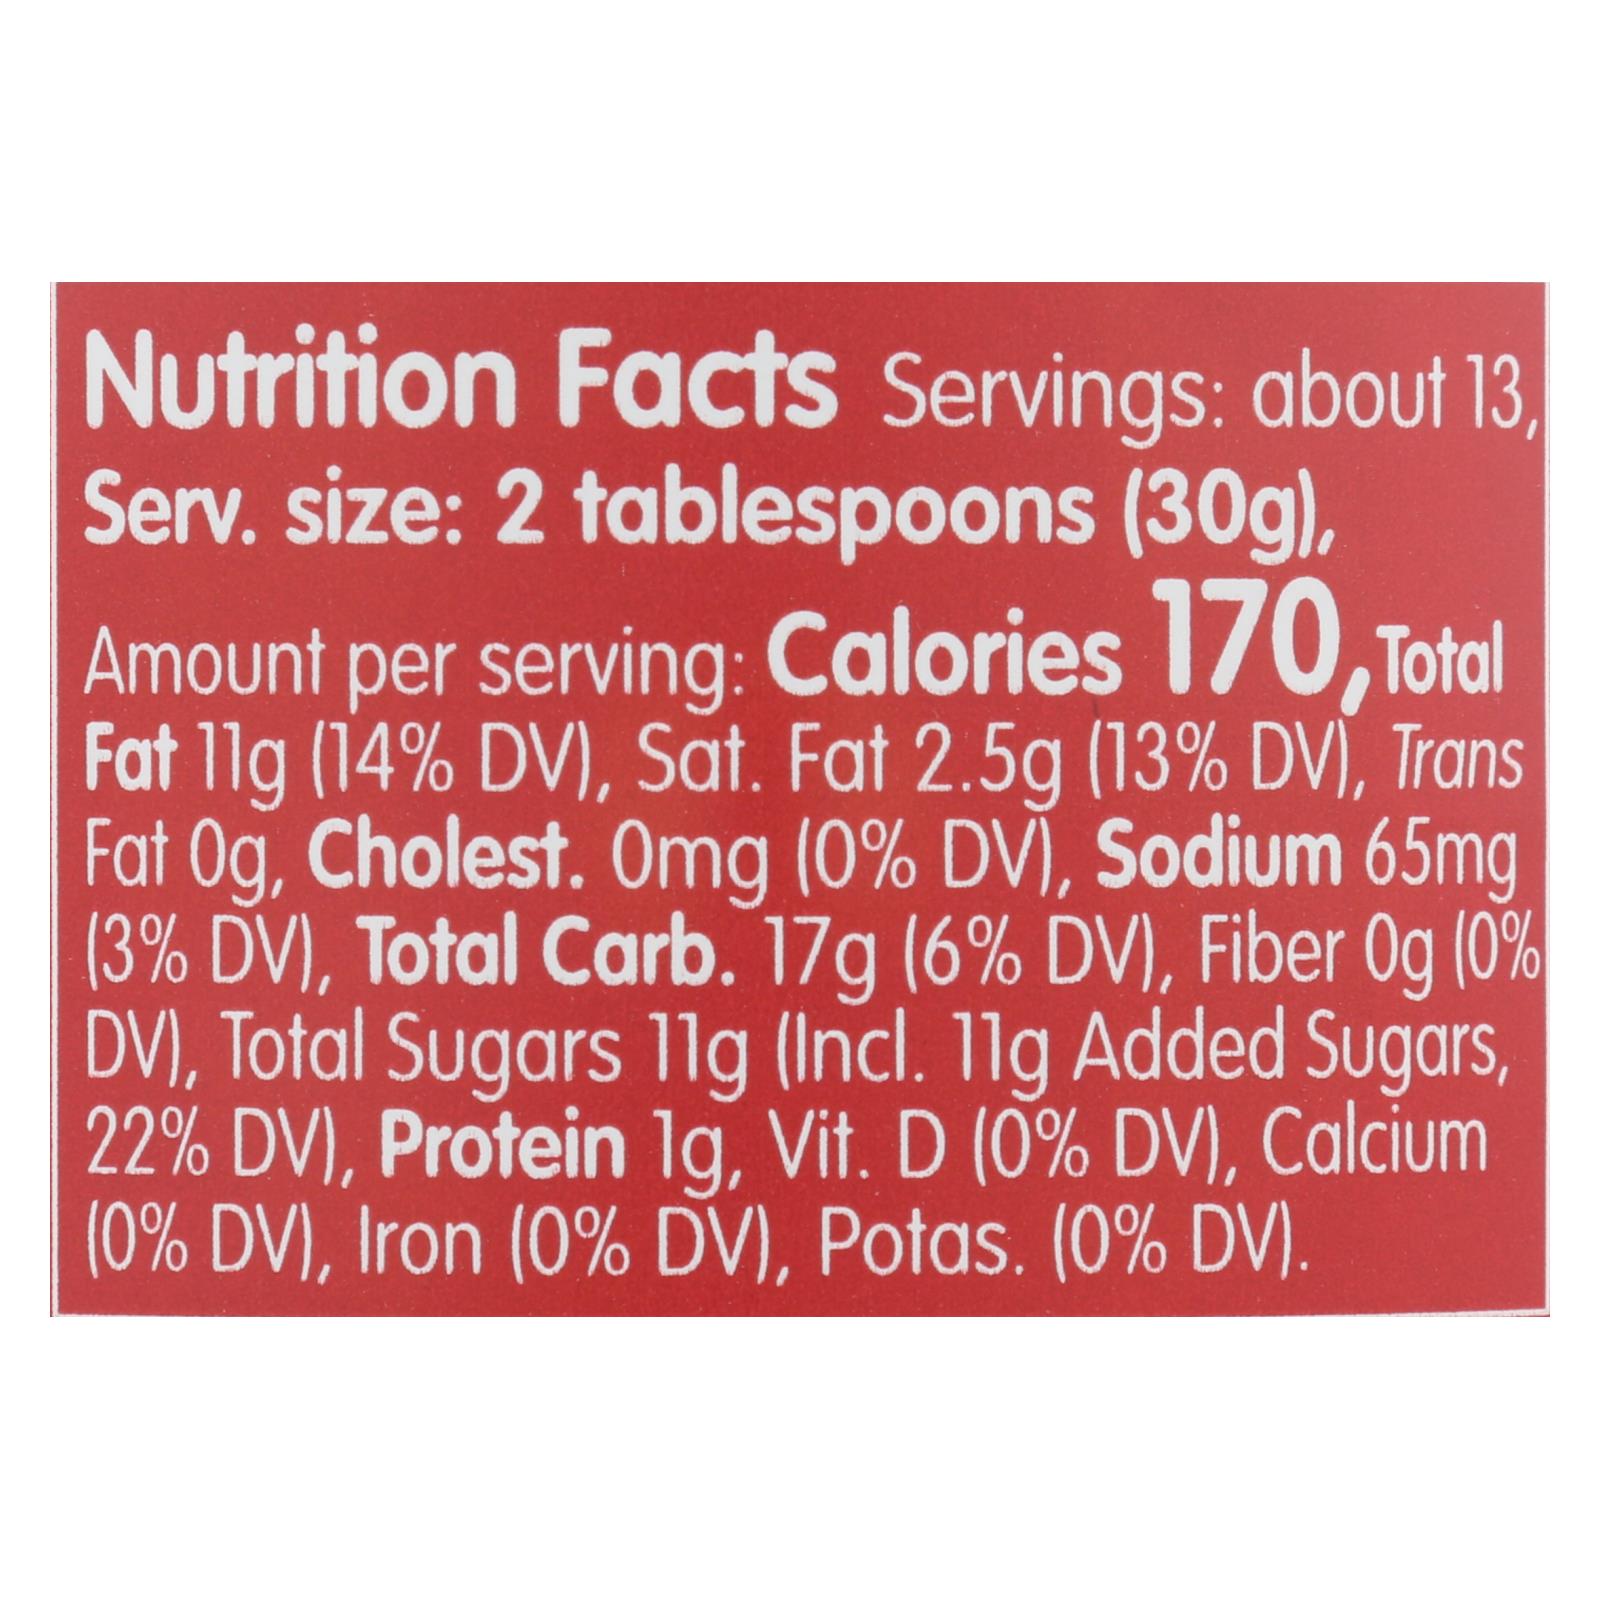 Nutrition Facts Servings: about 13,
Serv. size: 2 tablespoons (30g),
Amount per serving: Calories 170, Total
Fat 11g (14% DV), Sat. Fat 2.5g (13% DV), Trans
Fat 0g, Cholest. 0mg (0% DV), Sodium 65mg
(3% DV), Total Carb. 17g (6% DV), Fiber 0g (0%
DV), Total Sugars 11g (Incl. 11g Added Sugars,
22% DV), Protein 1g, Vit. D (0% DV), Calcium
(0% DV), Iron (0% DV), Potas. (0% DV).